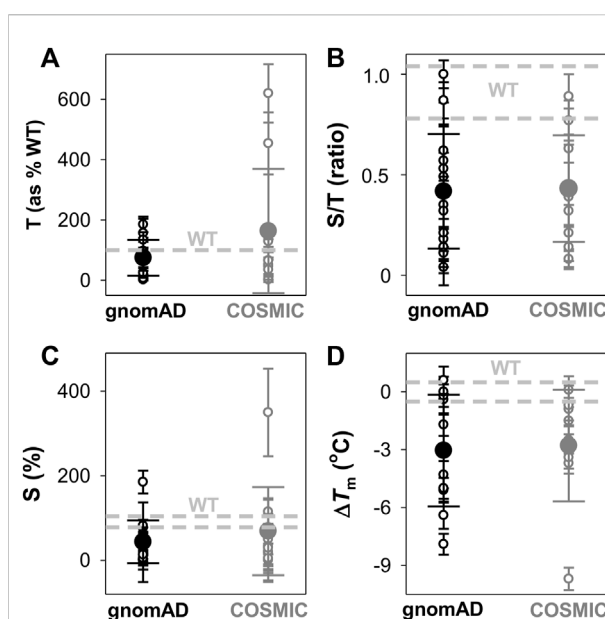 A
T (as % WT)
600
400
200
0
WT
gnomAD COSMIC
B
S/T (ratio)
1.0
0.5
0
WT
gnomAD COSMIC
C
S (%)
400
200
0
WT
gnomAD COSMIC
D
ΔTm (°C)
0
-3
-6
-9
WT
gnomAD COSMIC